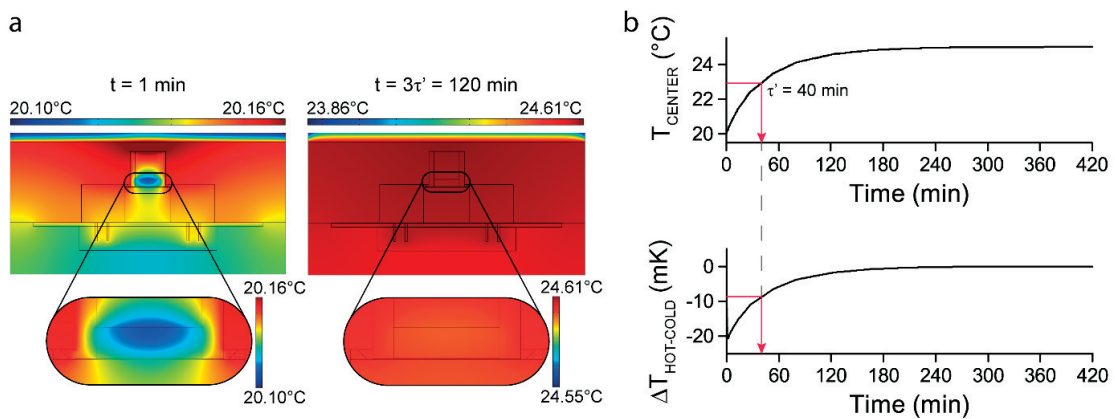 a
t = 1 min
t = 3τ' = 120 min
20.10°C
20.16°C
23.86°C
24.61°C
20.16°C
20.10°C
24.61°C
24.55°C
b
T_CENTER (°C)
24
22
20
τ' = 40 min
0 60 120 180 240 300 360 420
Time (min)
ΔT_HOT-COLD (mK)
0
-10
-20
0 60 120 180 240 300 360 420
Time (min)